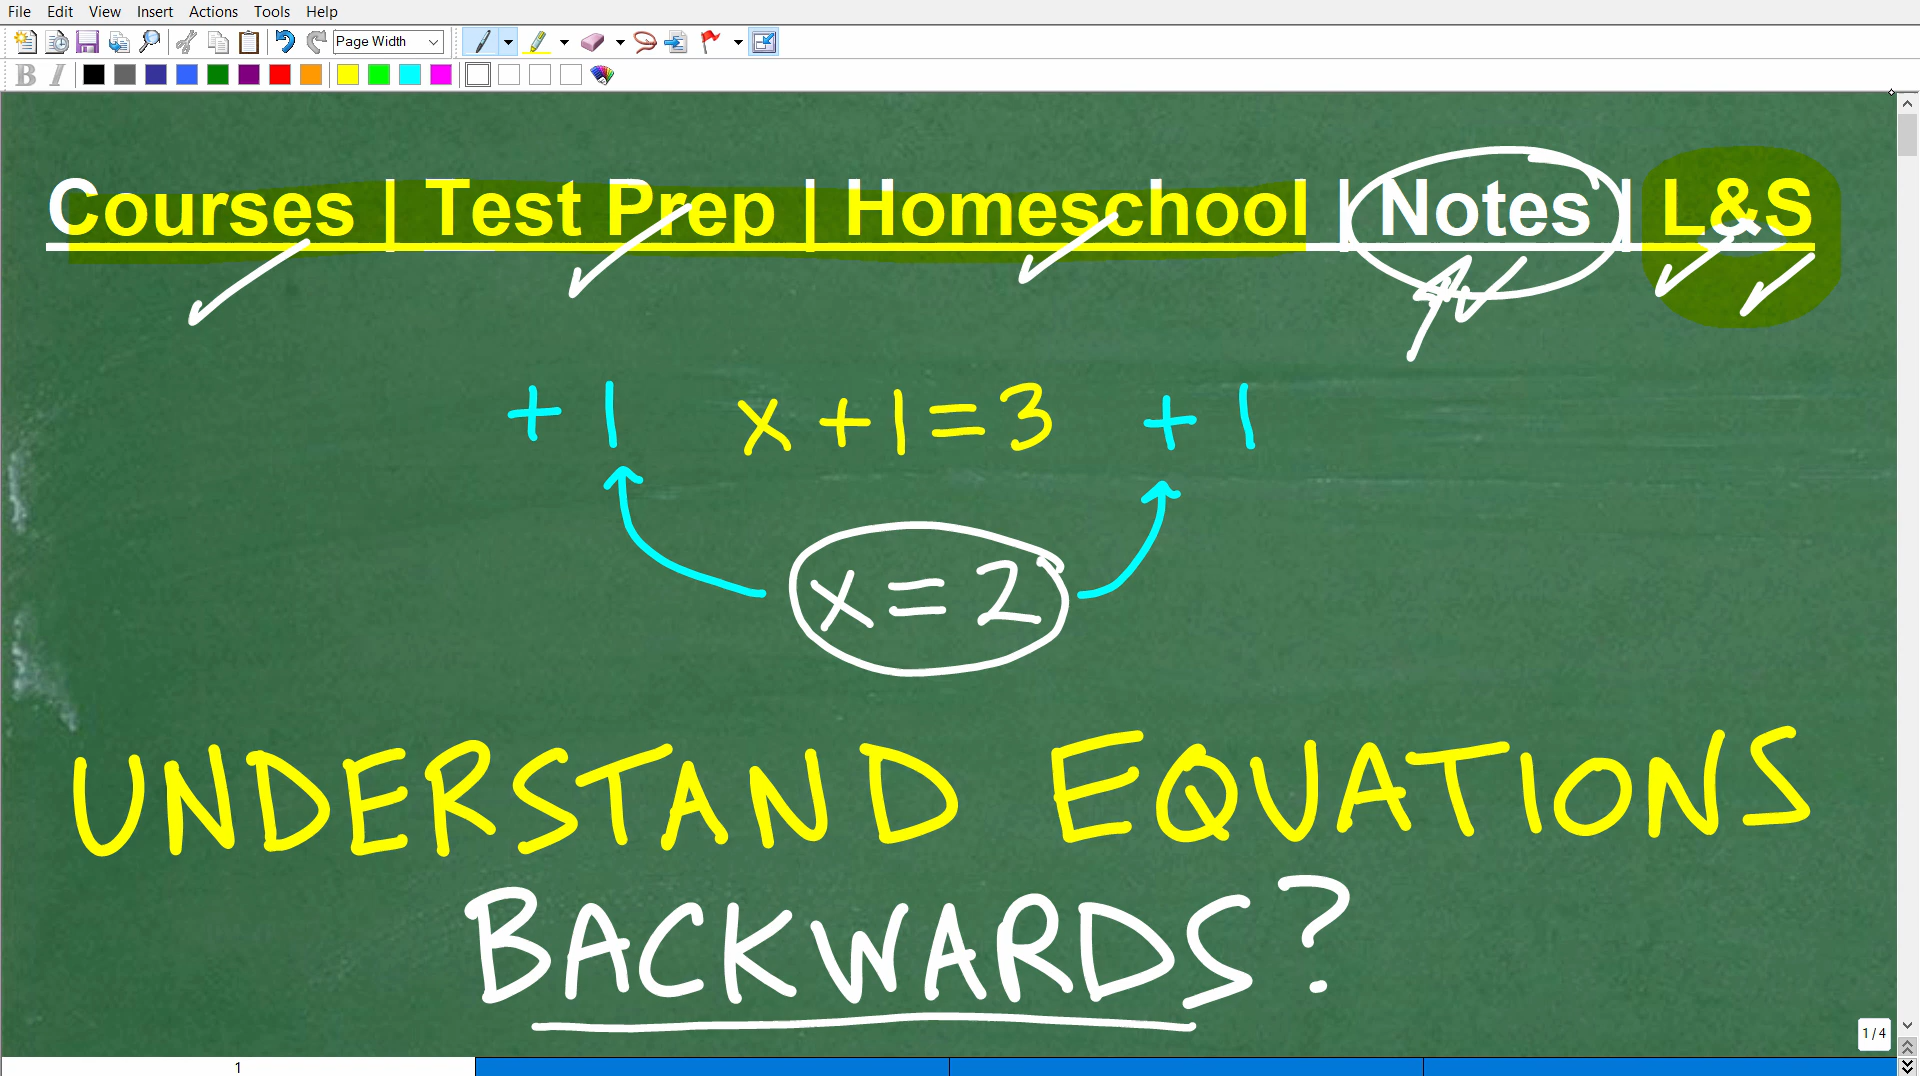 File Edit View Insert Actions Tools Help
Page Width
B I
Courses | Test Prep | Homeschool | Notes | L&S
+ 1 x + 1 = 3 + 1
x = 2
UNDERSTAND EQUATIONS
BACKWARDS?
1 / 4
1